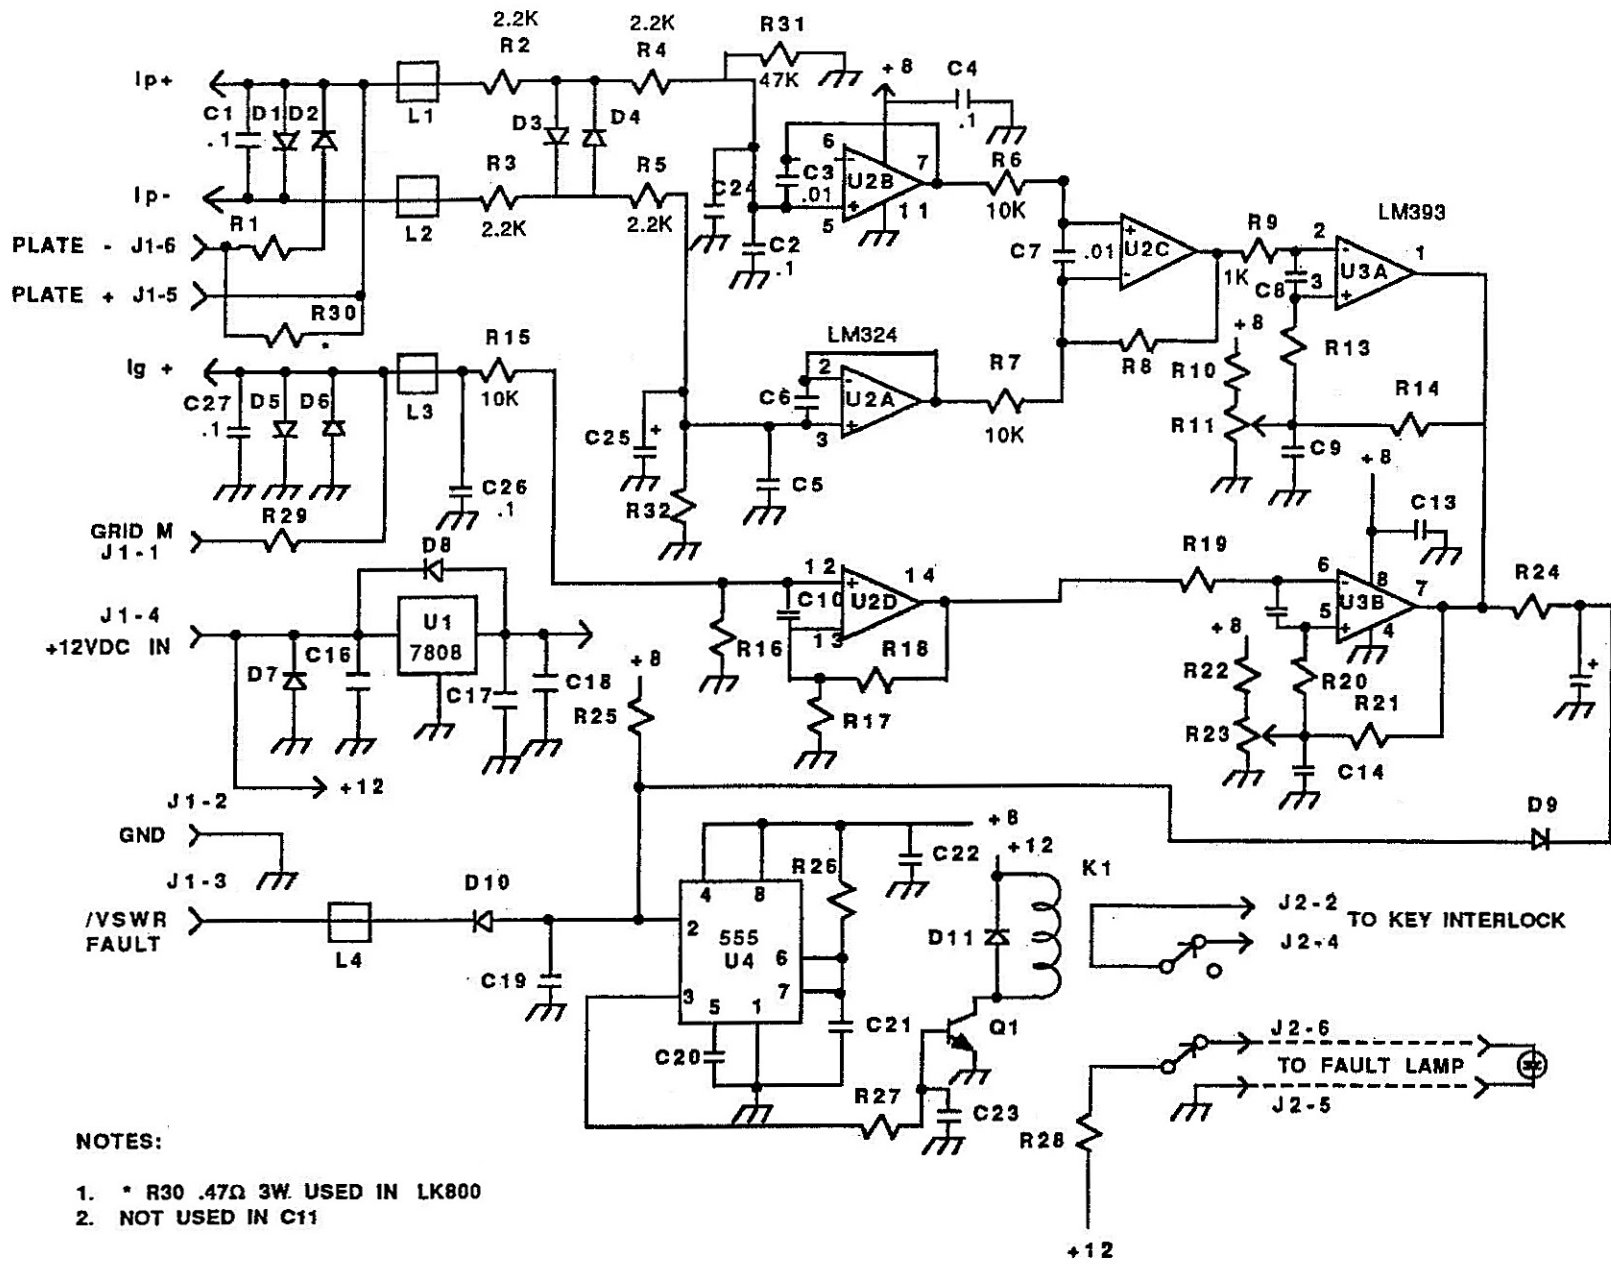 2.2K
R2
2.2K
R4
R31
47K
Ip+
C1
.1
D1
D2
L1
D3
D4
+8
C4
.1
Ip-
R3
2.2K
R5
2.2K
L2
C24
C3
.01
6
5
U2B
7
11
C2
.1
R6
10K
C7
.01
+
-
U2C
R9
1K
LM393
2
3
C8
U3A
1
R1
PLATE - J1-6
PLATE + J1-5
R30
*
Ig +
C27
.1
D5
D6
L3
R15
10K
C26
.1
LM324
2
3
C6
U2A
R7
10K
R8
+8
R10
R11
R13
R14
C9
C25
+
R32
C5
GRID M
J1-1
R29
D8
J1-4
+12VDC IN
U1
7808
D7
C16
C17
C18
+12
12
13
C10
U2D
14
R16
R18
R17
R19
+8
C13
6
5
U3B
8
7
4
R24
+
+8
R22
R23
R20
R21
C14
+8
R25
D9
J1-2
GND
J1-3
/VSWR
FAULT
L4
D10
C19
+8
C22
R26
4
8
2
555
U4
6
7
3
5
1
C20
C21
+12
K1
D11
Q1
R27
C23
J2-2
TO KEY INTERLOCK
J2-4
J2-6
TO FAULT LAMP
J2-5
R28
+12
NOTES:
1. * R30 .47Ω 3W. USED IN LK800
2. NOT USED IN C11